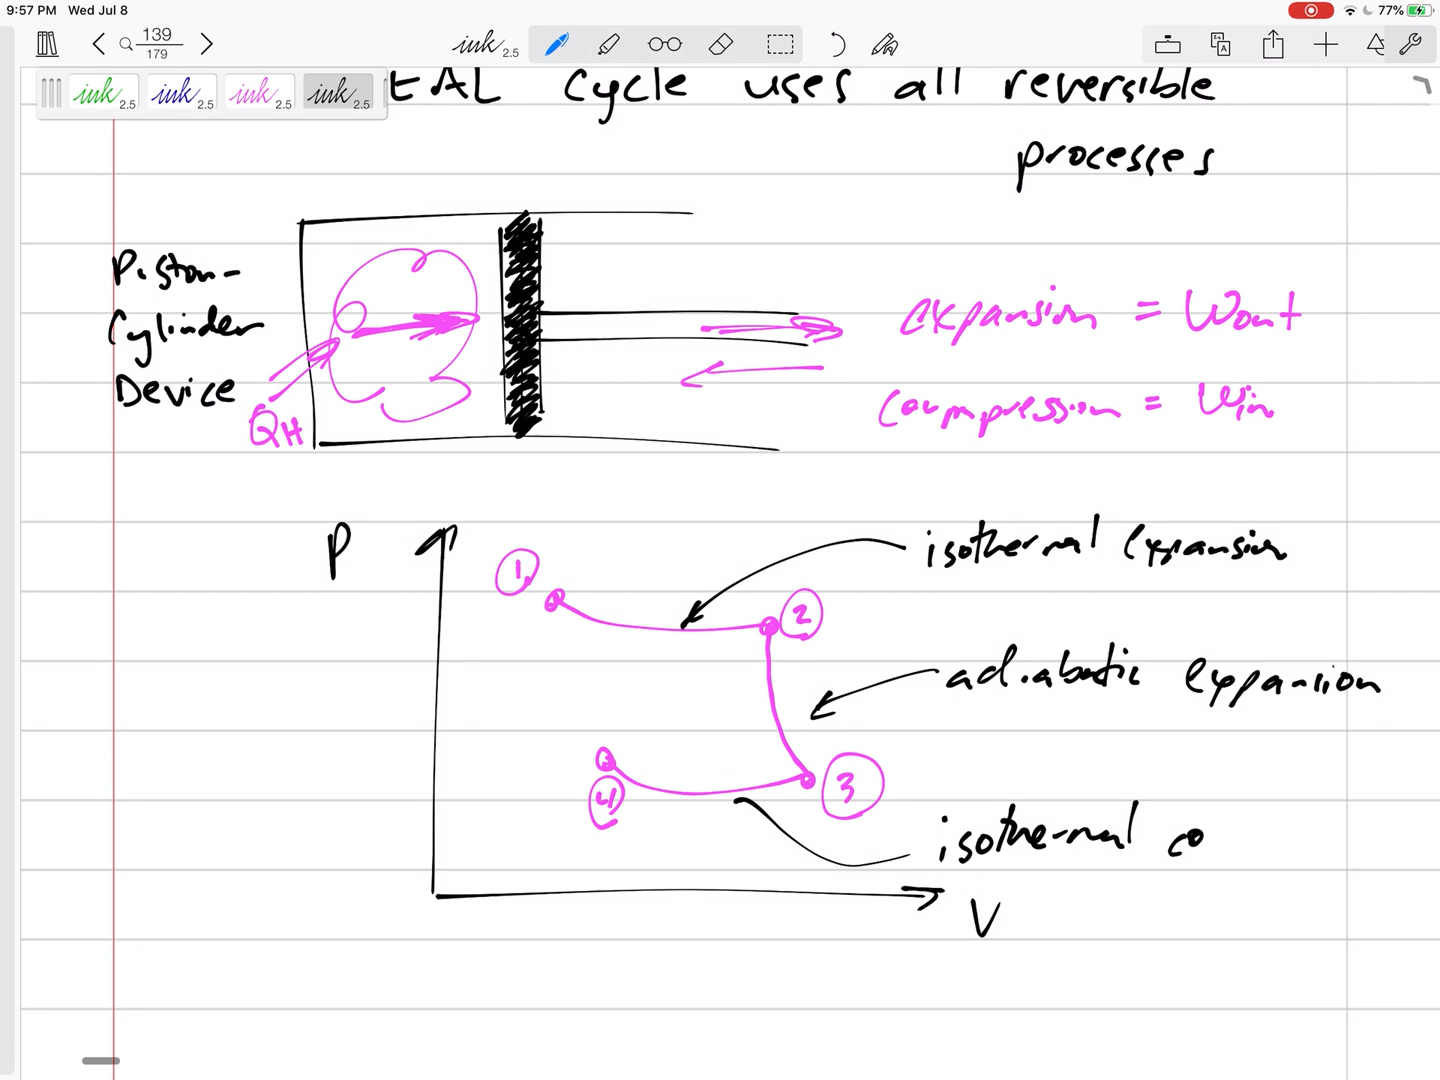 9:57 PM Wed Jul 8
77%
139
179
ink 2.5
ink 2.5
ink 2.5
ink 2.5
ink 2.5
EAL Cycle uses all reversible
processes
Piston-
Cylinder
Device
QH
expansion = Wout
compression = Win
P
1
2
isothermal expansion
adiabatic expansion
3
4
isothermal co
V